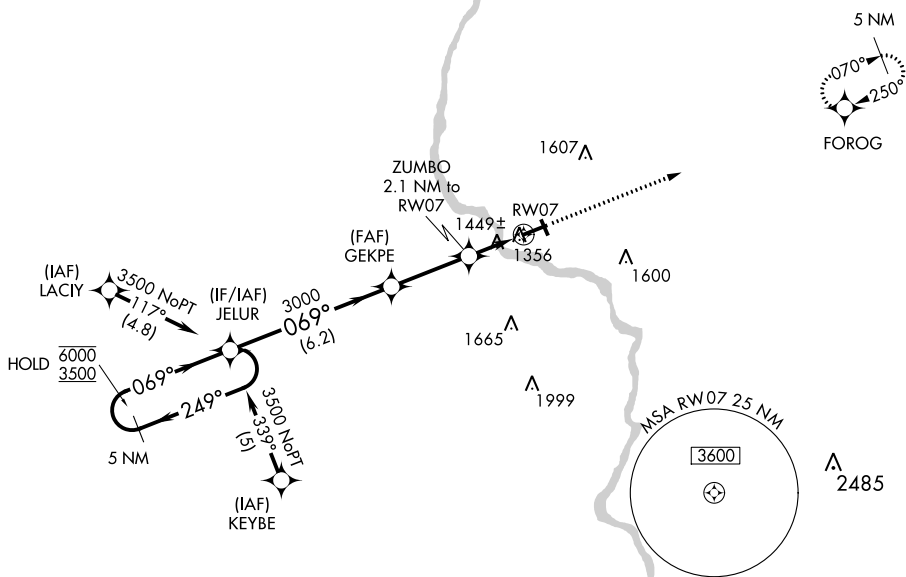 5 NM
070°
250°
FOROG
1607
ZUMBO
2.1 NM to
RW07
RW07
1449±
1356
(FAF)
GEKPE
1600
(IAF)
LACIY
3500 NoPT
117°
(4.8)
(IF/IAF)
JELUR
3000
069°
(6.2)
1665
HOLD
6000
3500
069°
249°
5 NM
3500 NoPT
339°
(5)
(IAF)
KEYBE
1999
MSA RW07 25 NM
3600
2485